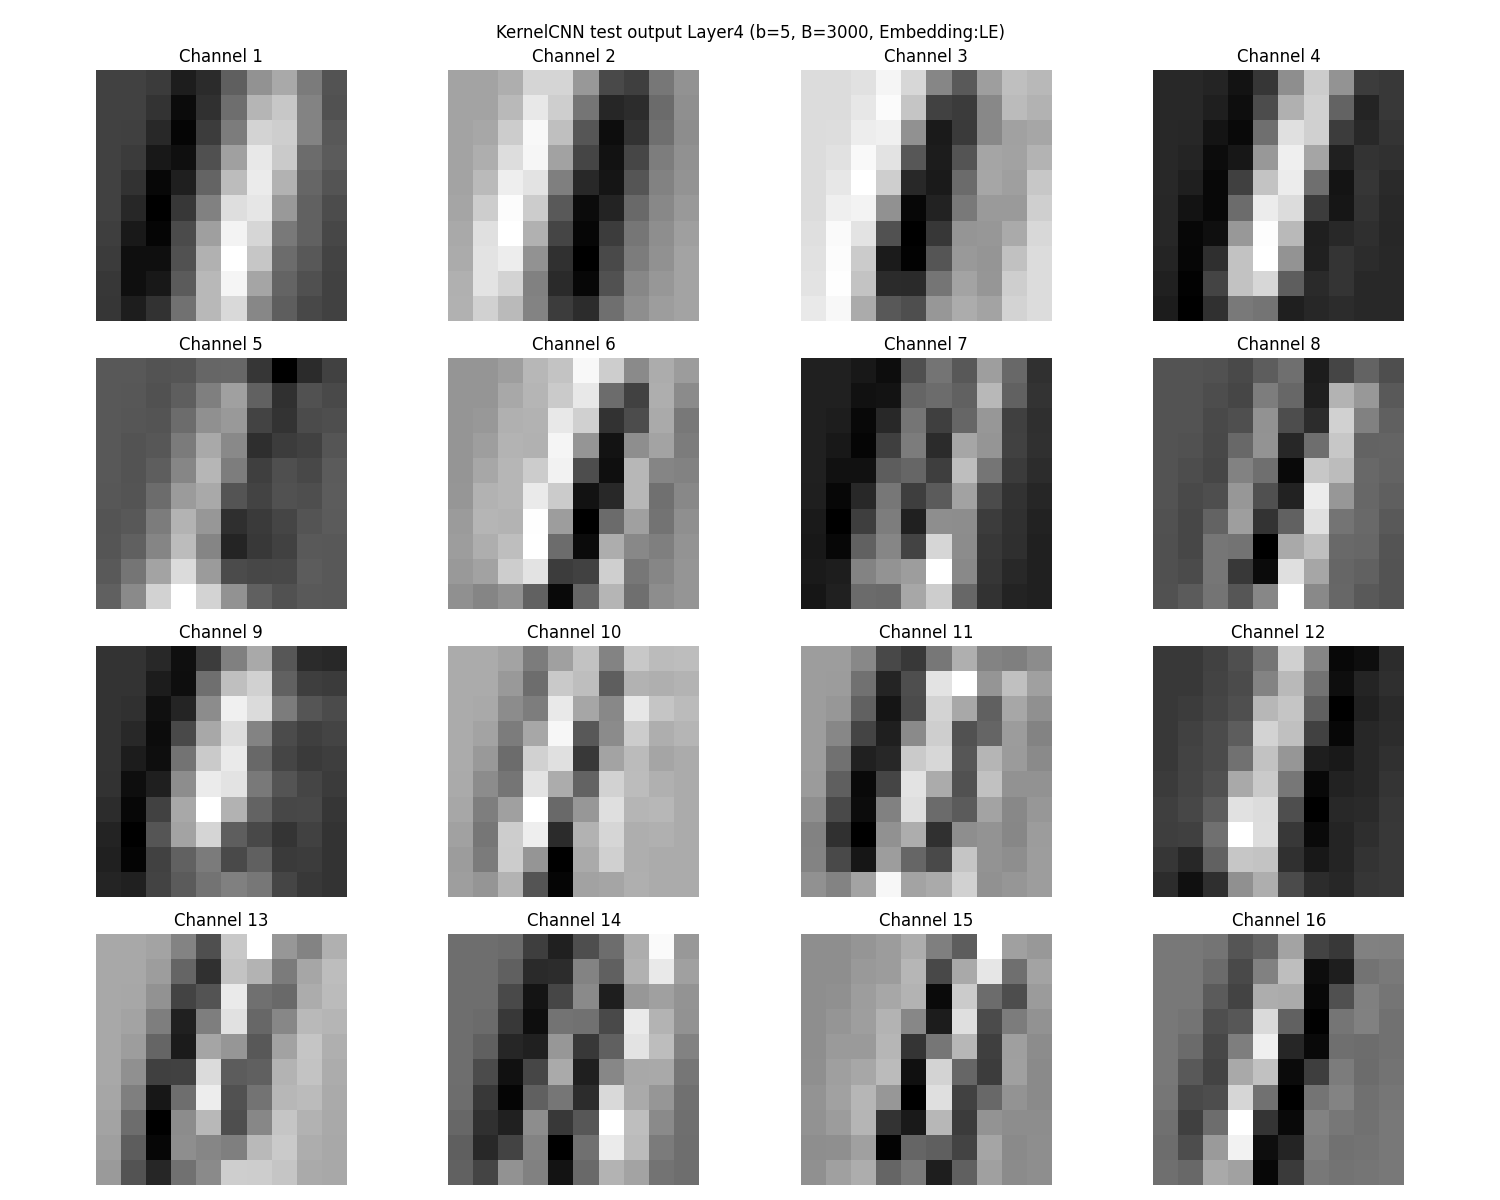 KernelCNN test output Layer4 (b=5, B=3000, Embedding:LE)
Channel 1 Channel 2 Channel 3 Channel 4
Channel 5 Channel 6 Channel 7 Channel 8
Channel 9 Channel 10 Channel 11 Channel 12
Channel 13 Channel 14 Channel 15 Channel 16